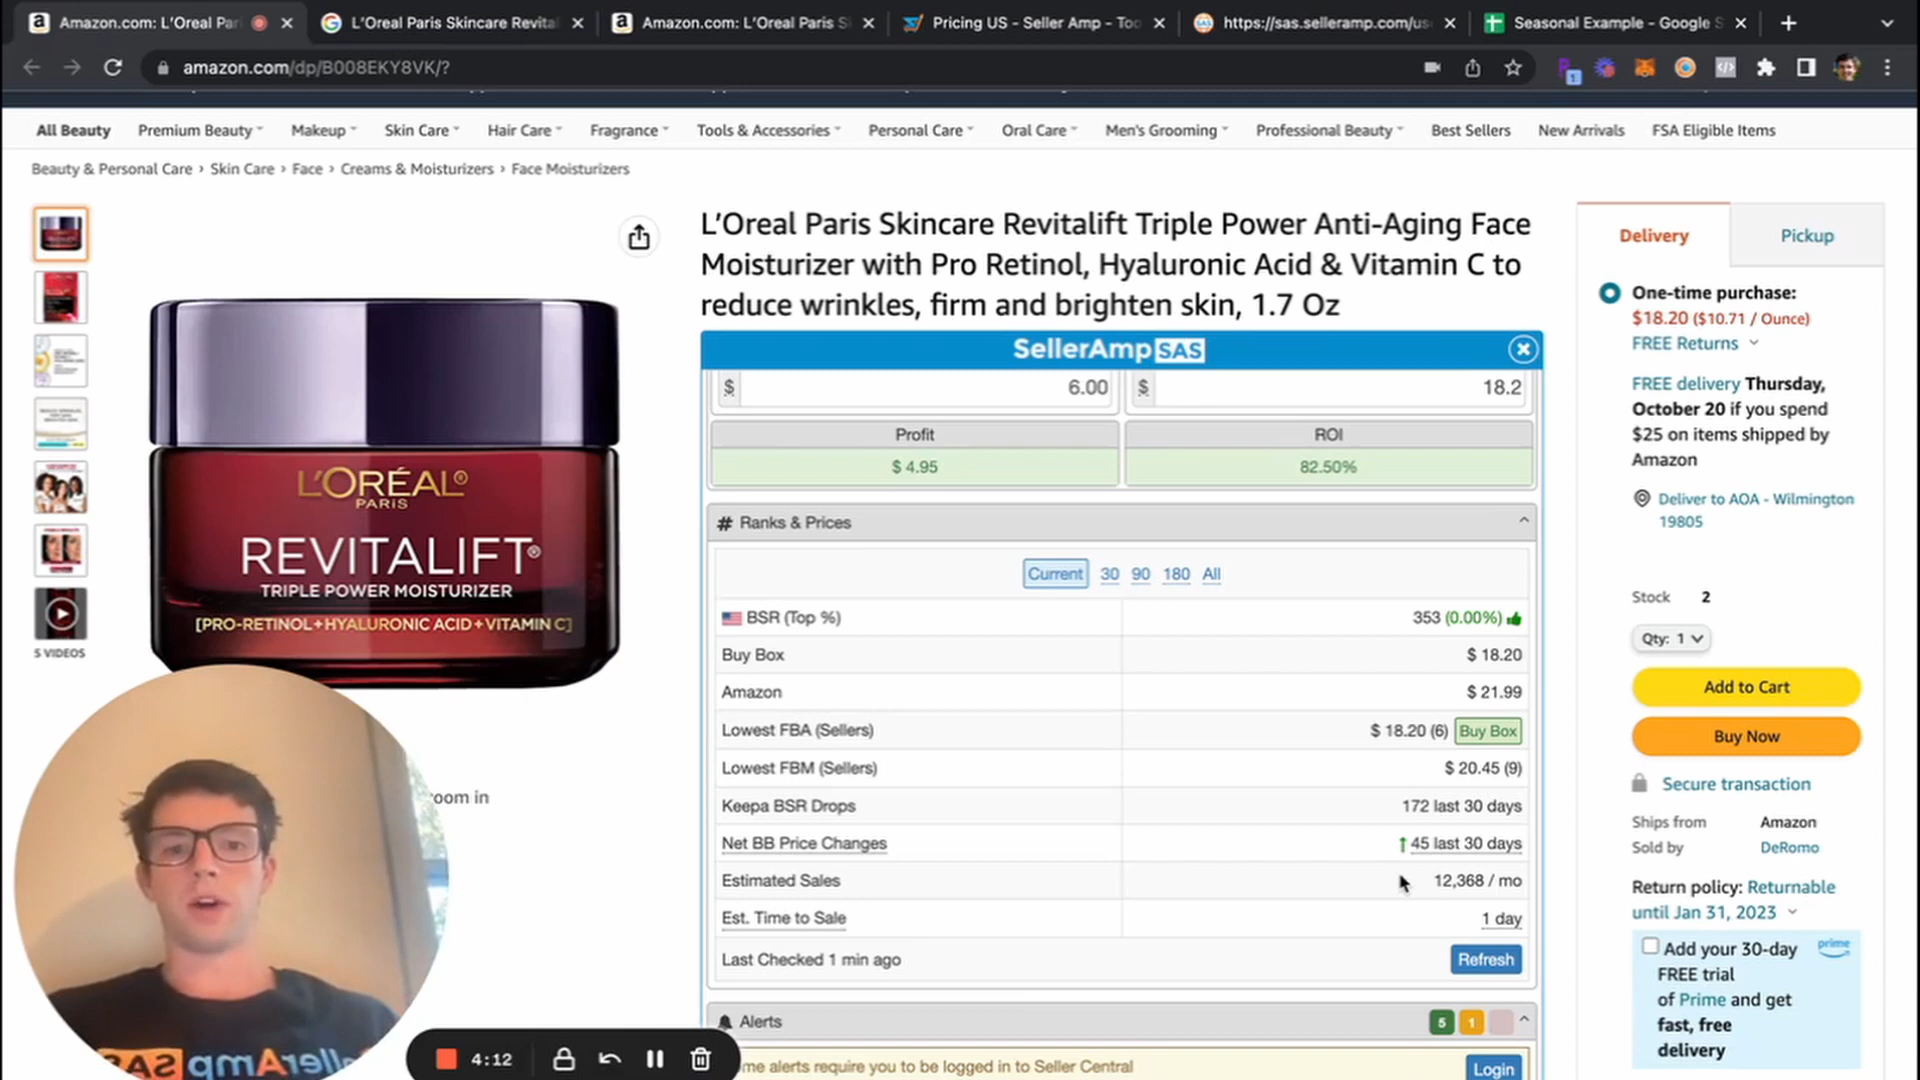 Amazon.com: L'Oreal Pari
L'Oreal Paris Skincare Revital
Amazon.com: L'Oreal Paris S
Pricing US - Seller Amp - Too
https://sas.selleramp.com/us
Seasonal Example - Google S
amazon.com/dp/B008EKY8VK/?
1
All Beauty
Premium Beauty
Makeup
Skin Care
Hair Care
Fragrance
Tools & Accessories
Personal Care
Oral Care
Men's Grooming
Professional Beauty
Best Sellers
New Arrivals
FSA Eligible Items
Beauty & Personal Care › Skin Care › Face › Creams & Moisturizers › Face Moisturizers
5 VIDEOS
L'ORÉAL®
PARiS
REVITALIFT®
TRIPLE POWER MOISTURIZER
[PRO-RETINOL+HYALURONIC ACID+VITAMIN C]
oom in
L'Oreal Paris Skincare Revitalift Triple Power Anti-Aging Face
Moisturizer with Pro Retinol, Hyaluronic Acid & Vitamin C to
reduce wrinkles, firm and brighten skin, 1.7 Oz
SellerAmp SAS
$ 6.00 $ 18.2
Profit ROI
$ 4.95 82.50%
# Ranks & Prices
Current 30 90 180 All
BSR (Top %) 353 (0.00%)
Buy Box $ 18.20
Amazon $ 21.99
Lowest FBA (Sellers) $ 18.20 (6) Buy Box
Lowest FBM (Sellers) $ 20.45 (9)
Keepa BSR Drops 172 last 30 days
Net BB Price Changes ↑ 45 last 30 days
Estimated Sales 12,368 / mo
Est. Time to Sale 1 day
Last Checked 1 min ago Refresh
Alerts 5 1
me alerts require you to be logged in to Seller Central Login
Delivery Pickup
One-time purchase:
$18.20 ($10.71 / Ounce)
FREE Returns
FREE delivery Thursday,
October 20 if you spend
$25 on items shipped by
Amazon
Deliver to AOA - Wilmington
19805
Stock 2
Qty: 1
Add to Cart
Buy Now
Secure transaction
Ships from Amazon
Sold by DeRomo
Return policy: Returnable
until Jan 31, 2023
Add your 30-day prime
FREE trial
of Prime and get
fast, free
delivery
SellerAmp SAS
4:12